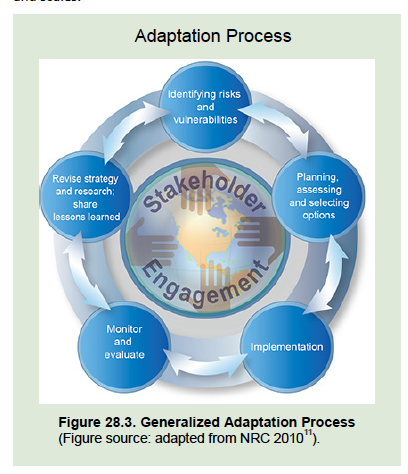 Adaptation Process
Identifying risks
and
vulnerabilities
Planning,
assessing
and selecting
options
Implementation
Monitor
and
evaluate
Revise strategy
and research;
share
lessons learned
Stakeholder
Engagement
Figure 28.3. Generalized Adaptation Process
(Figure source: adapted from NRC 2010¹¹).